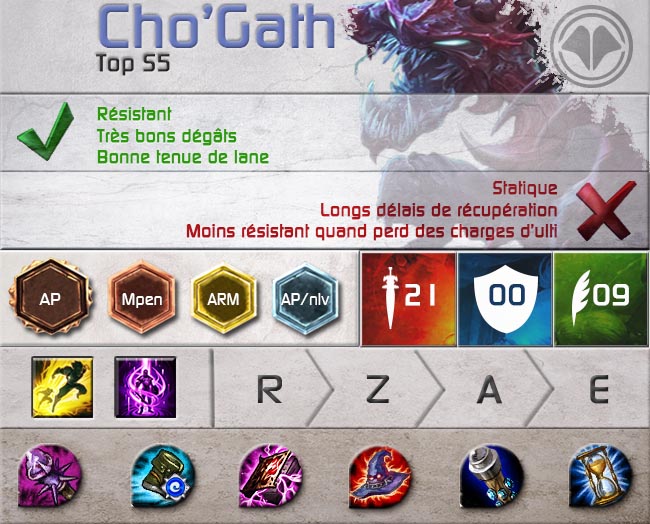 Cho'Gath
Top S5
Résistant
Très bons dégâts
Bonne tenue de lane
Statique
Longs délais de récupération
Moins résistant quand perd des charges d'ulti
AP Mpen ARM AP/nlv 21 00 09
R Z A E